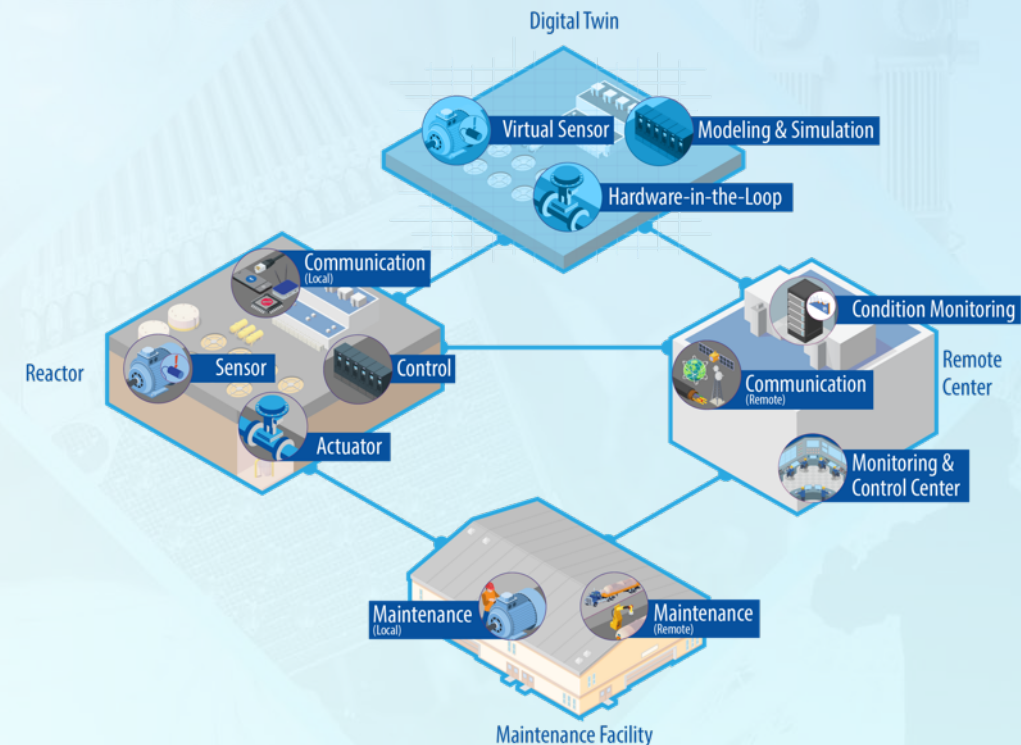 Digital Twin
Virtual Sensor
Modeling & Simulation
Hardware-in-the-Loop
Communication
(Local)
Sensor
Control
Actuator
Reactor
Condition Monitoring
Communication
(Remote)
Monitoring &
Control Center
Remote
Center
Maintenance
(Local)
Maintenance
(Remote)
Maintenance Facility